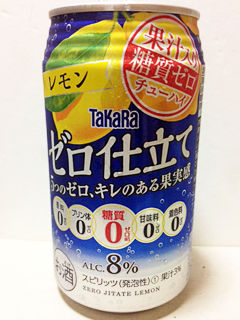 果汁入り
糖質ゼロ
チューハイ
レモン
TaKaRa
ゼロ仕立て
5つのゼロ、キレのある果実感
プリン体 0
糖質 0
甘味料 0
着色料 0
お酒
ALC. 8%
スピリッツ(発泡性)① 果汁3%
ZERO JITATE LEMON